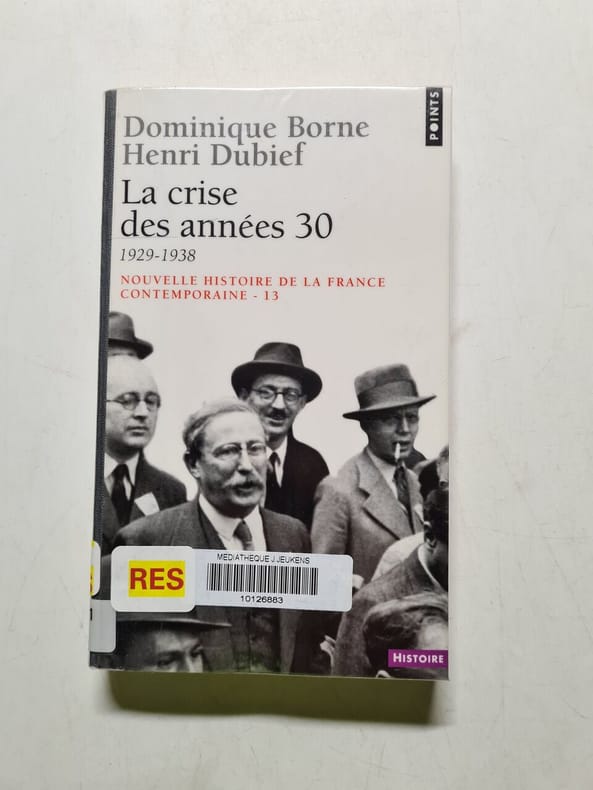 POINTS
Dominique Borne
Henri Dubief
La crise
des années 30
1929-1938
NOUVELLE HISTOIRE DE LA FRANCE
CONTEMPORAINE - 13
RES
MEDIATHEQUE J.JEUKENS
10126883
HISTOIRE